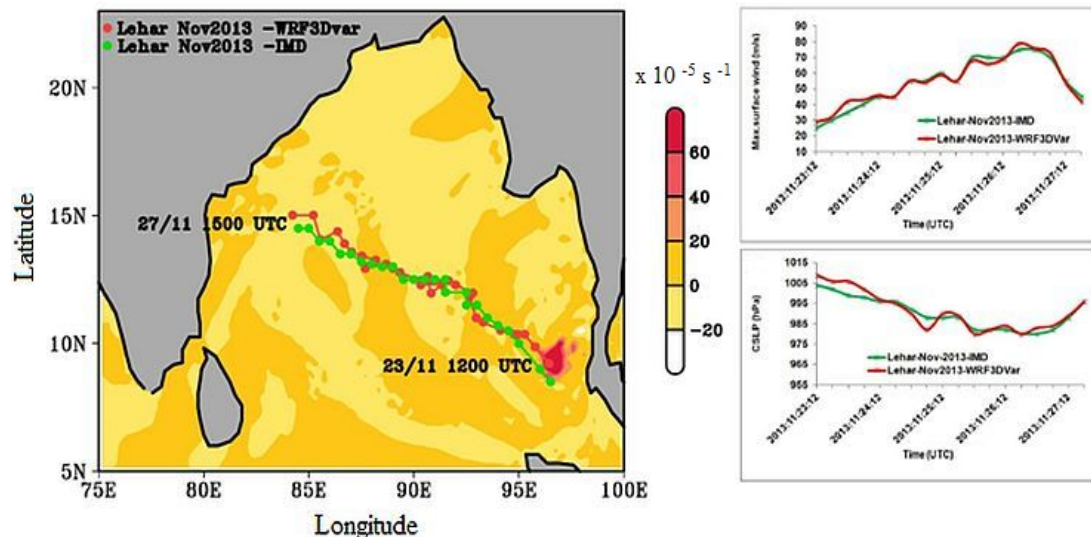 Lehar Nov2013 -WRF3Dvar
Lehar Nov2013 -IMD
20N
15N
10N
5N
Latitude
27/11 1500 UTC
23/11 1200 UTC
75E 80E 85E 90E 95E 100E
Longitude
x 10 -5 s -1
60
40
20
0
-20
Max.surface wind (m/s)
90
80
70
60
50
40
30
20
10
Lehar-Nov2013-IMD
Lehar-Nov2013-WRF3DVar
2013:11:23:12
2013:11:24:12
2013:11:25:12
2013:11:26:12
2013:11:27:12
Time (UTC)
CSLP (hPa)
1015
1005
995
985
975
965
955
Lehar-Nov-2013-IMD
Lehar-Nov2013-WRF3DVar
2013:11:23:12
2013:11:24:12
2013:11:25:12
2013:11:26:12
2013:11:27:12
Time (UTC)